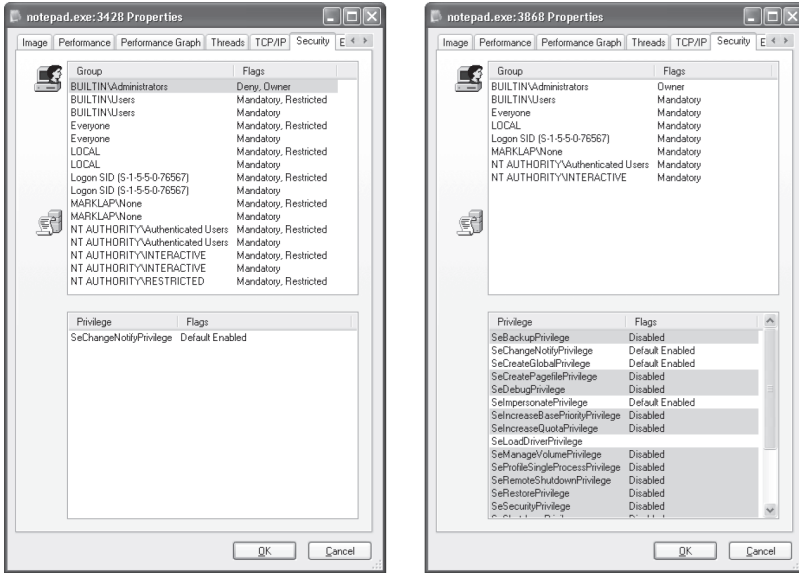 notepad.exe:3428 Properties
Image Performance Performance Graph Threads TCP/IP Security E
Group Flags
BUILTIN\Administrators Deny, Owner
BUILTIN\Users Mandatory, Restricted
BUILTIN\Users Mandatory
Everyone Mandatory, Restricted
Everyone Mandatory
LOCAL Mandatory, Restricted
LOCAL Mandatory
Logon SID (S-1-5-5-0-76567) Mandatory, Restricted
Logon SID (S-1-5-5-0-76567) Mandatory
MARKLAP\None Mandatory, Restricted
MARKLAP\None Mandatory
NT AUTHORITY\Authenticated Users Mandatory, Restricted
NT AUTHORITY\Authenticated Users Mandatory
NT AUTHORITY\INTERACTIVE Mandatory, Restricted
NT AUTHORITY\INTERACTIVE Mandatory
NT AUTHORITY\RESTRICTED Mandatory, Restricted
Privilege Flags
SeChangeNotifyPrivilege Default Enabled
OK Cancel
notepad.exe:3868 Properties
Image Performance Performance Graph Threads TCP/IP Security E
Group Flags
BUILTIN\Administrators Owner
BUILTIN\Users Mandatory
Everyone Mandatory
LOCAL Mandatory
Logon SID (S-1-5-5-0-76567) Mandatory
MARKLAP\None Mandatory
NT AUTHORITY\Authenticated Users Mandatory
NT AUTHORITY\INTERACTIVE Mandatory
Privilege Flags
SeBackupPrivilege Disabled
SeChangeNotifyPrivilege Default Enabled
SeCreateGlobalPrivilege Default Enabled
SeCreatePagefilePrivilege Disabled
SeDebugPrivilege Disabled
SeImpersonatePrivilege Default Enabled
SeIncreaseBasePriorityPrivilege Disabled
SeIncreaseQuotaPrivilege Disabled
SeLoadDriverPrivilege
SeManageVolumePrivilege Disabled
SeProfileSingleProcessPrivilege Disabled
SeRemoteShutdownPrivilege Disabled
SeRestorePrivilege Disabled
SeSecurityPrivilege Disabled
OK Cancel